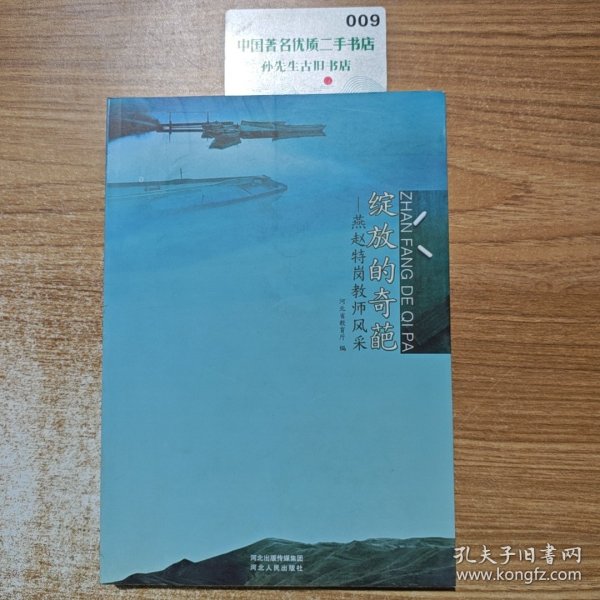 009
中国著名优质二手书店
孙先生古旧书店
绽放的奇葩
ZHAN FANG DE QI PA
——燕赵特岗教师风采
河北省教育厅 编
河北出版传媒集团
河北人民出版社
孔夫子旧书网
www.kongfz.com